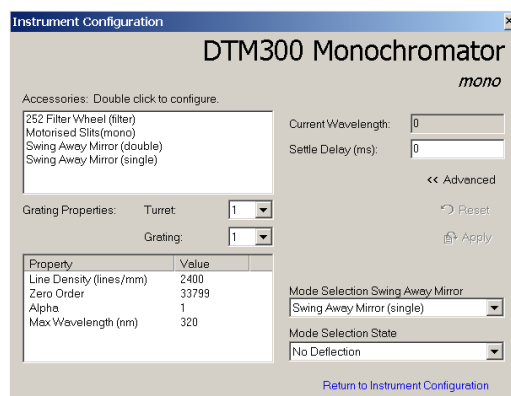 Instrument Configuration
DTM300 Monochromator
mono
Accessories: Double click to configure.
252 Filter Wheel (filter)
Motorised Slits(mono)
Swing Away Mirror (double)
Swing Away Mirror (single)
Current Wavelength: 0
Settle Delay (ms): 0
<< Advanced
Grating Properties: Turret: 1
Reset
Grating: 1
Apply
Property Value
Line Density (lines/mm) 2400
Zero Order 33799
Alpha 1
Max Wavelength (nm) 320
Mode Selection Swing Away Mirror
Swing Away Mirror (single)
Mode Selection State
No Deflection
Return to Instrument Configuration